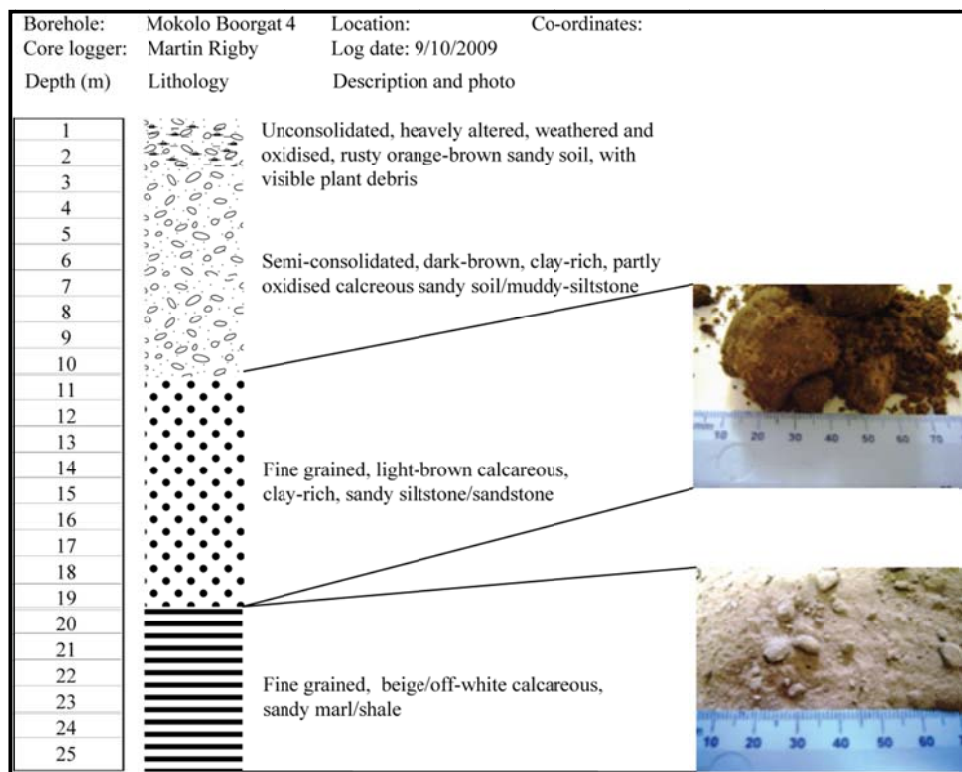 Borehole: Mokolo Boorgat 4 Location: Co-ordinates:
Core logger: Martin Rigby Log date: 9/10/2009
Depth (m) Lithology Description and photo
1
2
3
4
5
6
7
8
9
10
11
12
13
14
15
16
17
18
19
20
21
22
23
24
25
Unconsolidated, heavely altered, weathered and
oxidised, rusty orange-brown sandy soil, with
visible plant debris
Semi-consolidated, dark-brown, clay-rich, partly
oxidised calcreous sandy soil/muddy-siltstone
Fine grained, light-brown calcareous,
clay-rich, sandy siltstone/sandstone
Fine grained, beige/off-white calcareous,
sandy marl/shale
mm 10 20 30 40 50 60 70
10 20 30 40 50 60